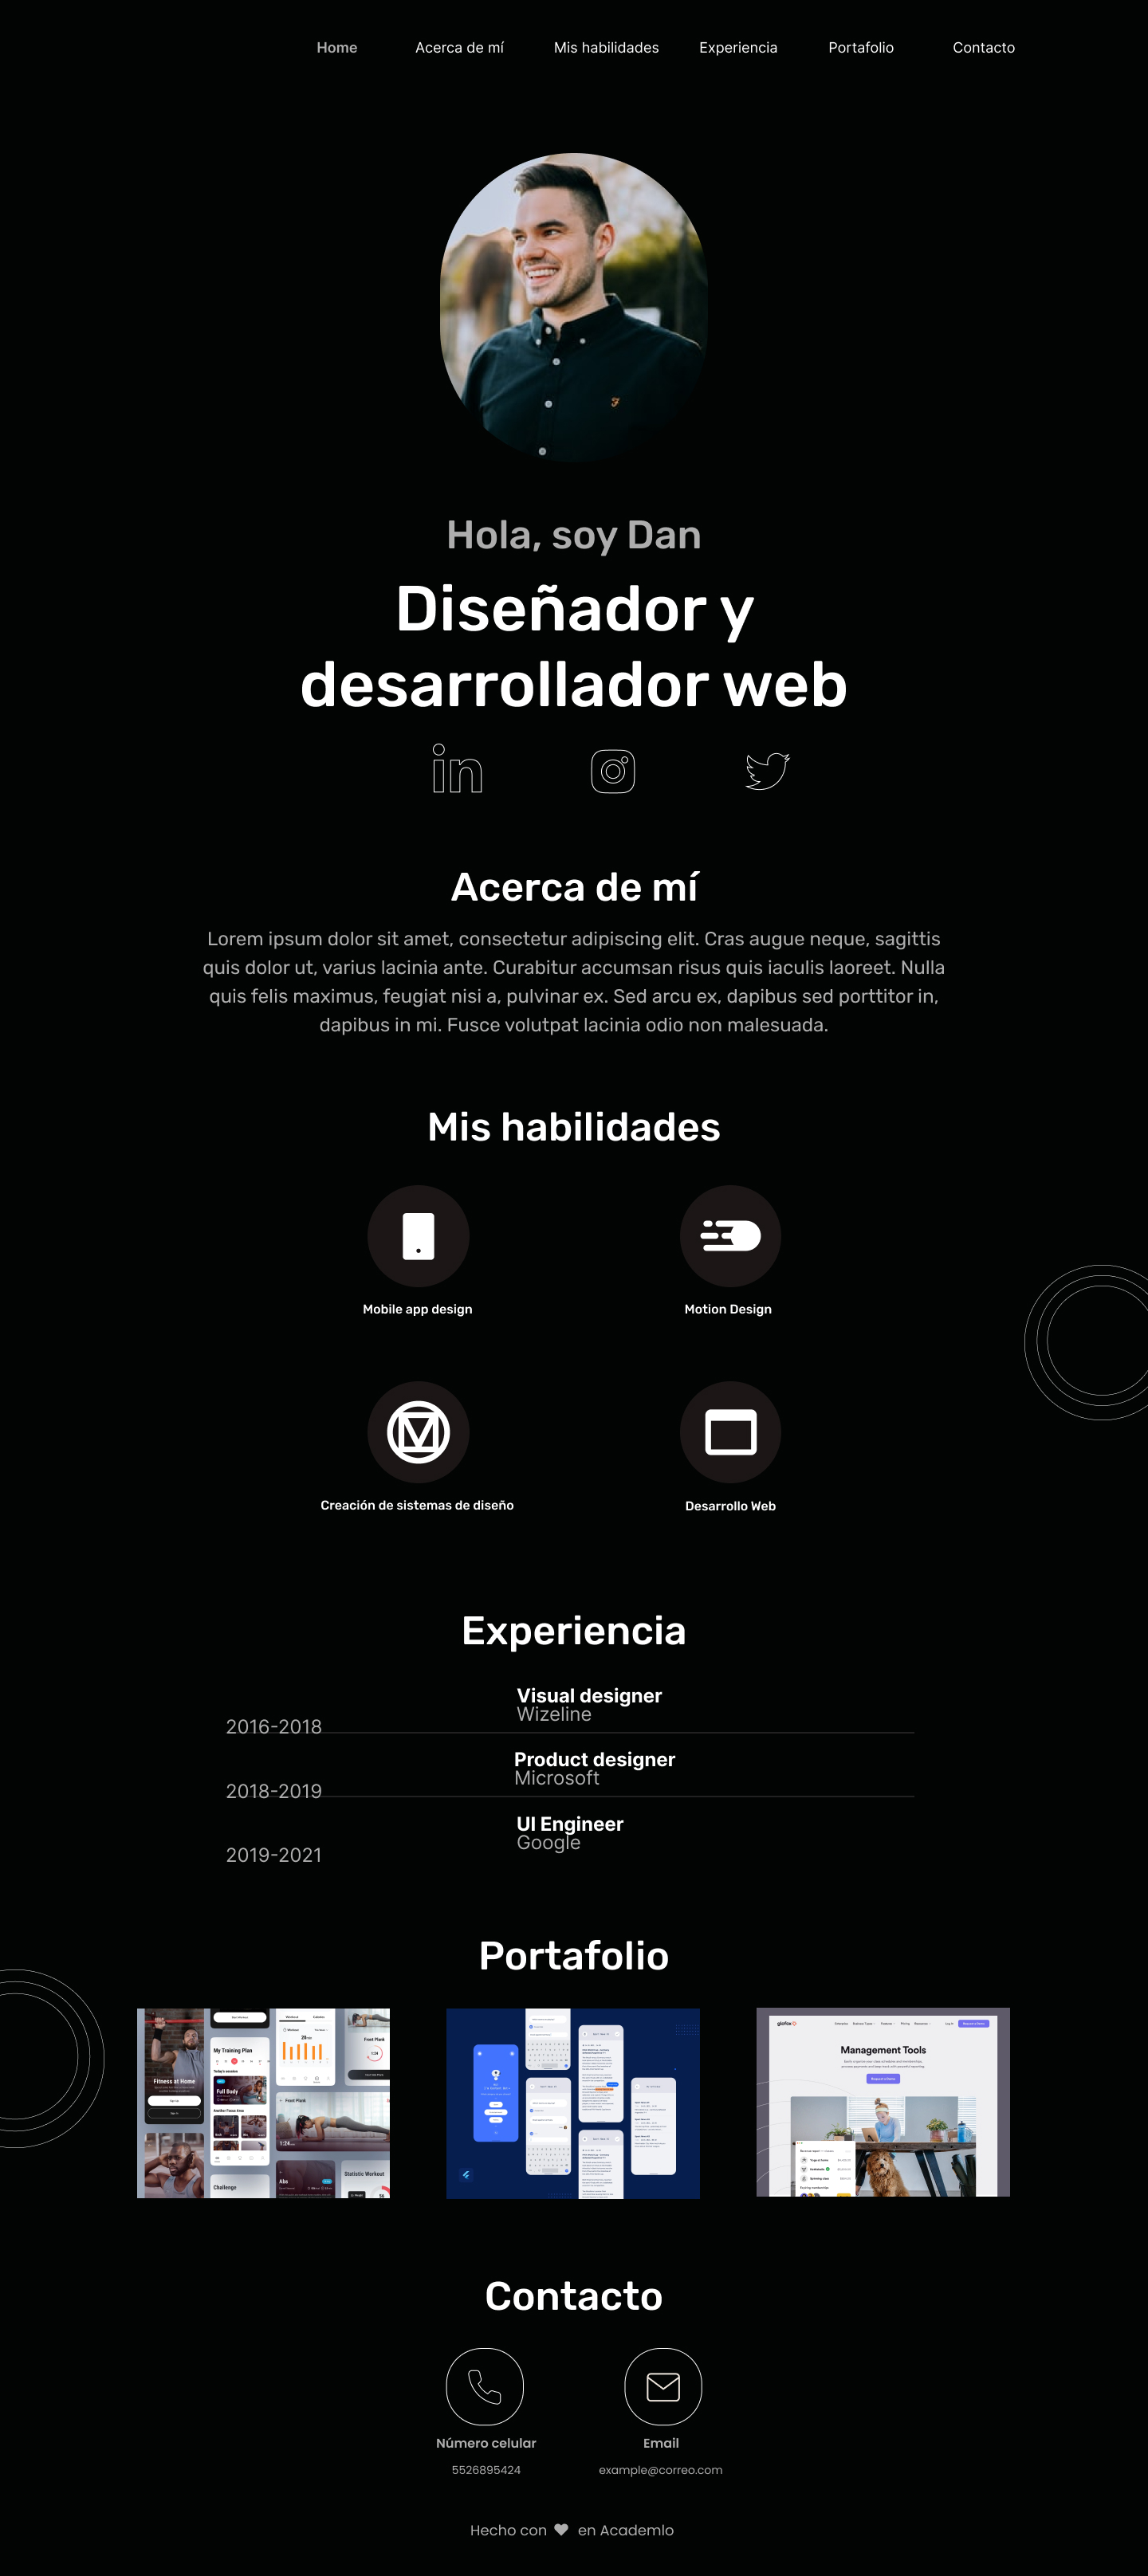 Home Acerca de mí Mis habilidades Experiencia Portafolio Contacto
Hola, soy Dan
Diseñador y
desarrollador web
Acerca de mí
Lorem ipsum dolor sit amet, consectetur adipiscing elit. Cras augue neque, sagittis
quis dolor ut, varius lacinia ante. Curabitur accumsan risus quis iaculis laoreet. Nulla
quis felis maximus, feugiat nisi a, pulvinar ex. Sed arcu ex, dapibus sed porttitor in,
dapibus in mi. Fusce volutpat lacinia odio non malesuada.
Mis habilidades
Mobile app design
Motion Design
Creación de sistemas de diseño
Desarrollo Web
Experiencia
Visual designer
Wizeline
2016-2018
Product designer
Microsoft
2018-2019
UI Engineer
Google
2019-2021
Portafolio
My Training Plan
Fitness at Home
Full Body
Front Plank
Front Plank
1:24
Abs
Statistic Workout
Challenge
glofox
Management Tools
Contacto
Número celular
5526895424
Email
example@correo.com
Hecho con ♥ en Academlo